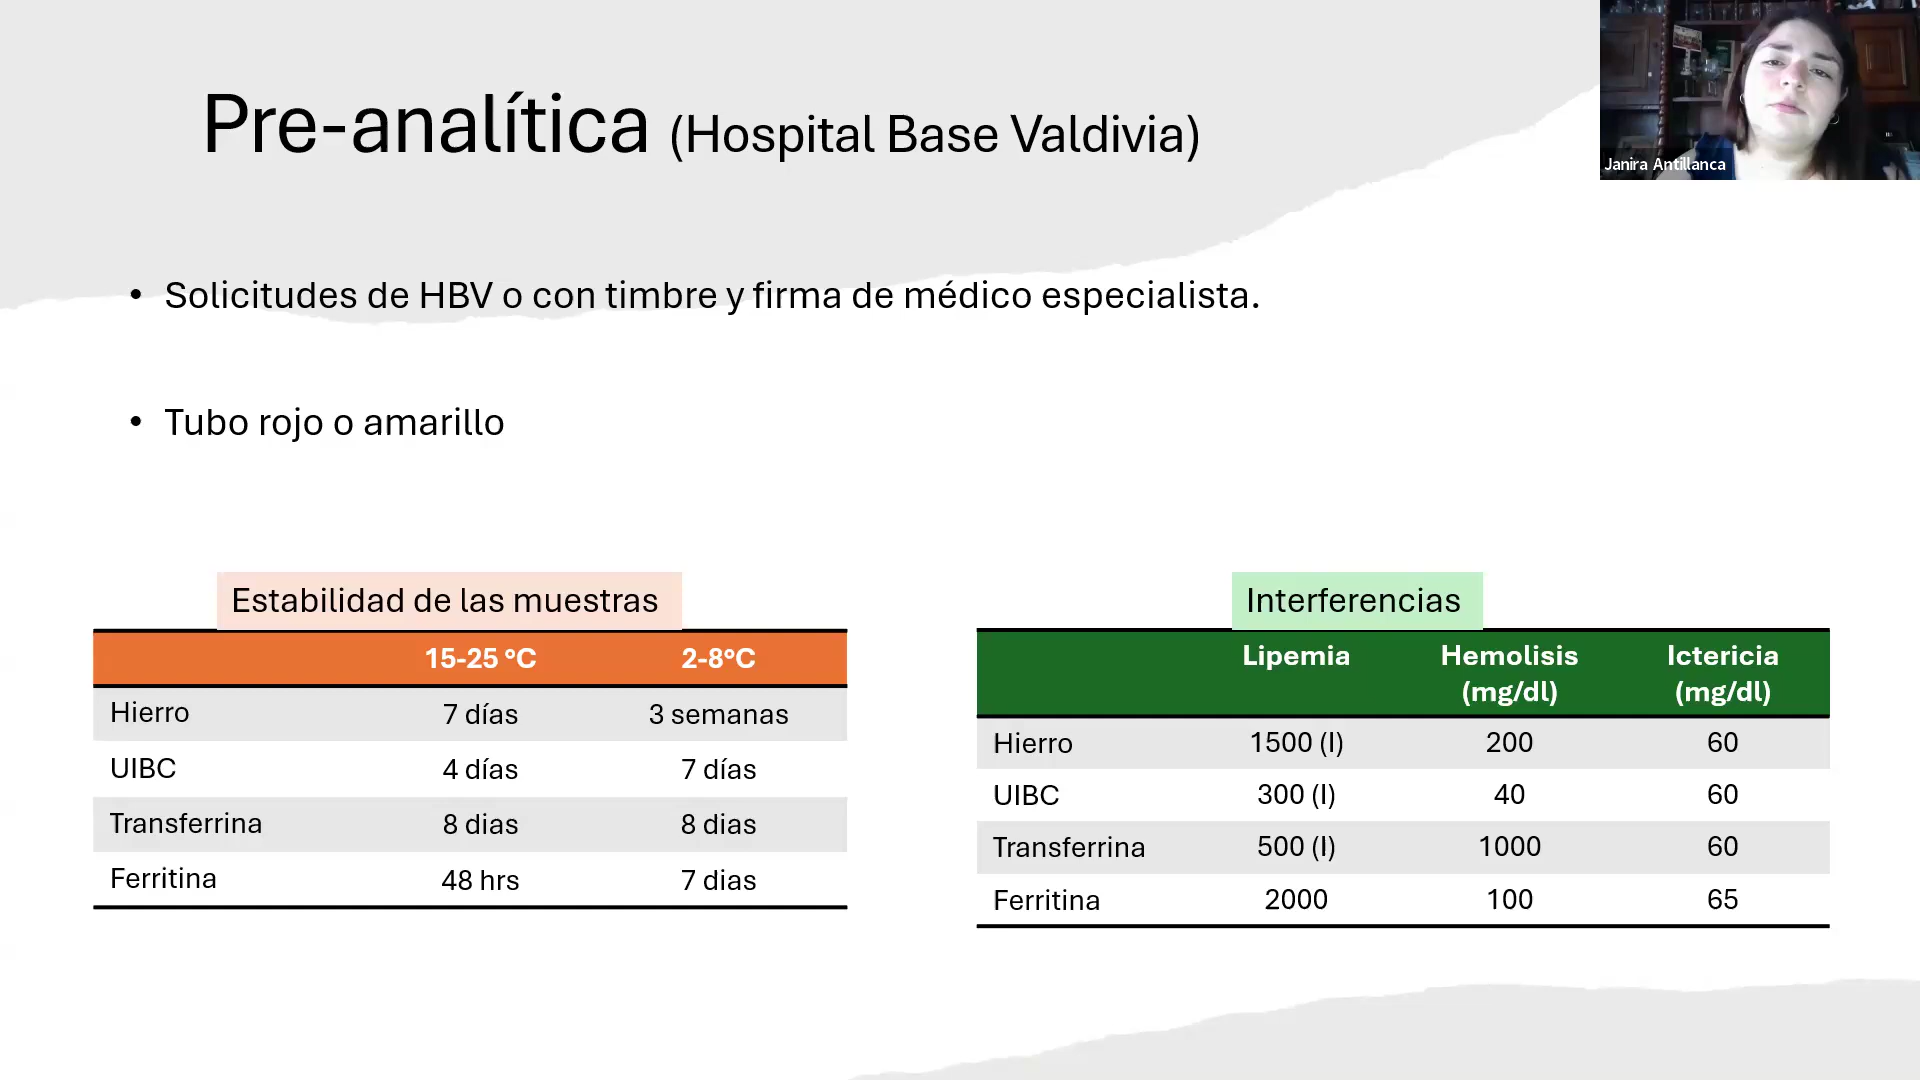 Pre-analítica (Hospital Base Valdivia)
Janira Antillanca
• Solicitudes de HBV o con timbre y firma de médico especialista.
• Tubo rojo o amarillo
Estabilidad de las muestras
15-25 °C 2-8°C
Hierro 7 días 3 semanas
UIBC 4 días 7 días
Transferrina 8 dias 8 dias
Ferritina 48 hrs 7 dias
Interferencias
Lipemia Hemolisis Ictericia
(mg/dl) (mg/dl)
Hierro 1500 (I) 200 60
UIBC 300 (I) 40 60
Transferrina 500 (I) 1000 60
Ferritina 2000 100 65